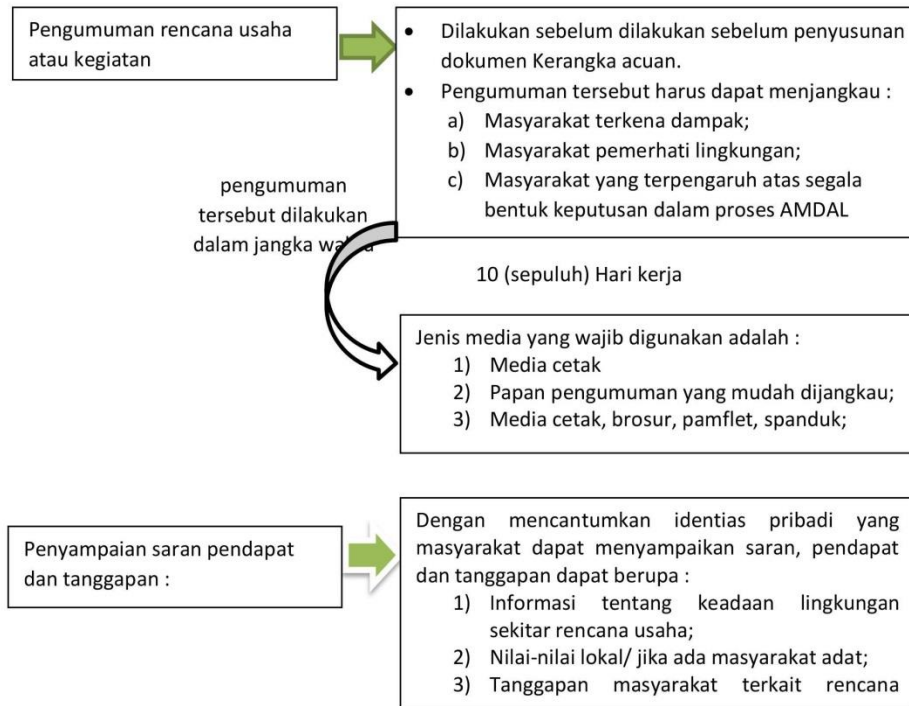 Pengumuman rencana usaha
atau kegiatan
• Dilakukan sebelum dilakukan sebelum penyusunan
dokumen Kerangka acuan.
• Pengumuman tersebut harus dapat menjangkau :
a) Masyarakat terkena dampak;
b) Masyarakat pemerhati lingkungan;
c) Masyarakat yang terpengaruh atas segala
bentuk keputusan dalam proses AMDAL
pengumuman
tersebut dilakukan
dalam jangka
10 (sepuluh) Hari kerja
Jenis media yang wajib digunakan adalah :
1) Media cetak
2) Papan pengumuman yang mudah dijangkau;
3) Media cetak, brosur, pamflet, spanduk;
Penyampaian saran pendapat
dan tanggapan :
Dengan mencantumkan identias pribadi yang
masyarakat dapat menyampaikan saran, pendapat
dan tanggapan dapat berupa :
1) Informasi tentang keadaan lingkungan
sekitar rencana usaha;
2) Nilai-nilai lokal/ jika ada masyarakat adat;
3) Tanggapan masyarakat terkait rencana